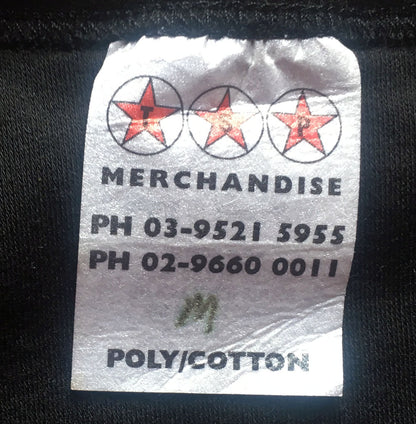 T S P
MERCHANDISE
PH 03-9521 5955
PH 02-9660 0011
M
POLY/COTTON